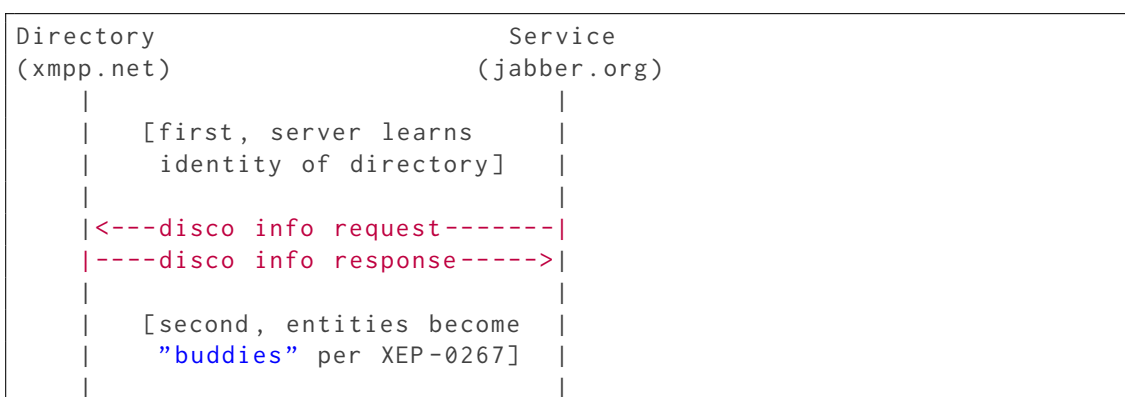 Directory                  Service
(xmpp.net)               (jabber.org)
    |                        |
    |   [first, server learns    |
    |    identity of directory]  |
    |                        |
    |<---disco info request-------|
    |----disco info response----->|
    |                        |
    |   [second, entities become  |
    |    ”buddies” per XEP-0267]  |
    |                        |